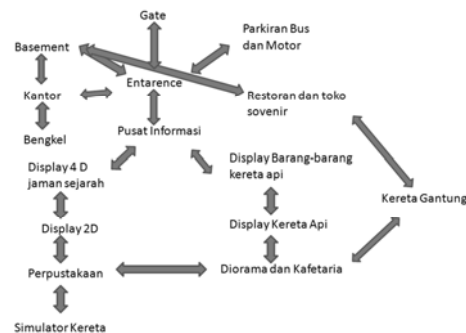 Gate
Basement
Parkiran Bus
dan Motor
Entarence
Kantor
Restoran dan toko
sovenir
Bengkel
Pusat Informasi
Display 4 D
jaman sejarah
Display Barang-barang
kereta api
Kereta Gantung
Display 2D
Display Kereta Api
Perpustakaan
Diorama dan Kafetaria
Simulator Kereta